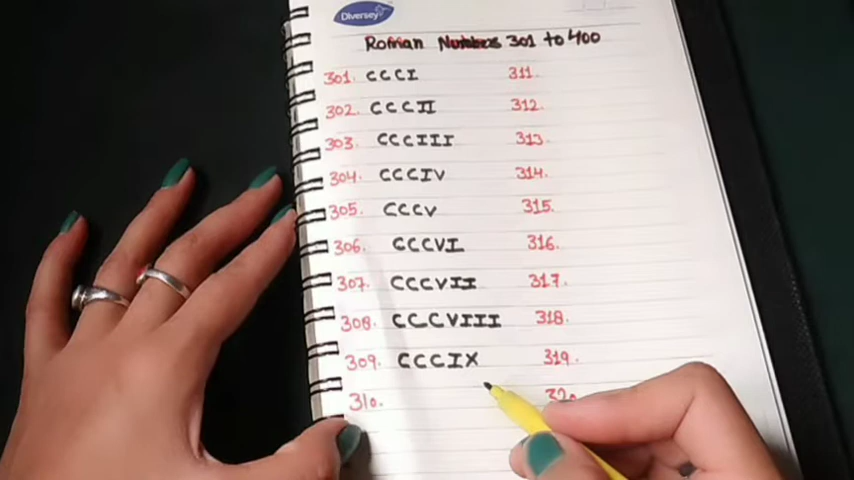 Diversey
Roman Numbers 301 to 400
301. CCCI 311.
302. CCCII 312.
303. CCCIII 313.
304. CCCIV 314.
305. CCCV 315.
306. CCCVI 316.
307. CCCVII 317.
308. CCCVIII 318.
309. CCCIX 319.
310. 320.